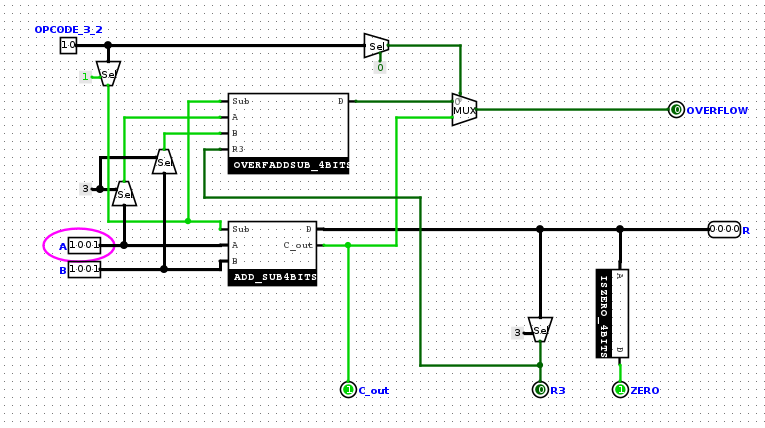 OPCODE_3_2
10
Sel
0
1
Sel
Sub
A
B
R3
D
OVERFADDSUB_4BITS
0
MUX
0
OVERFLOW
Sel
3
Sel
A
1001
B
1001
Sub
A
B
D
C_out
ADD_SUB4BITS
0000
R
A
ISZERO_4BITS
D
3
Sel
1
C_out
0
R3
1
ZERO